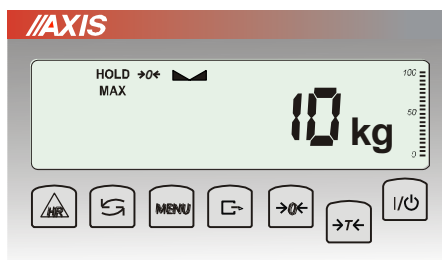 AXIS
HOLD →0←
MAX
10 kg
100
50
0
HR
MENU
→0←
→T←
I/⏻